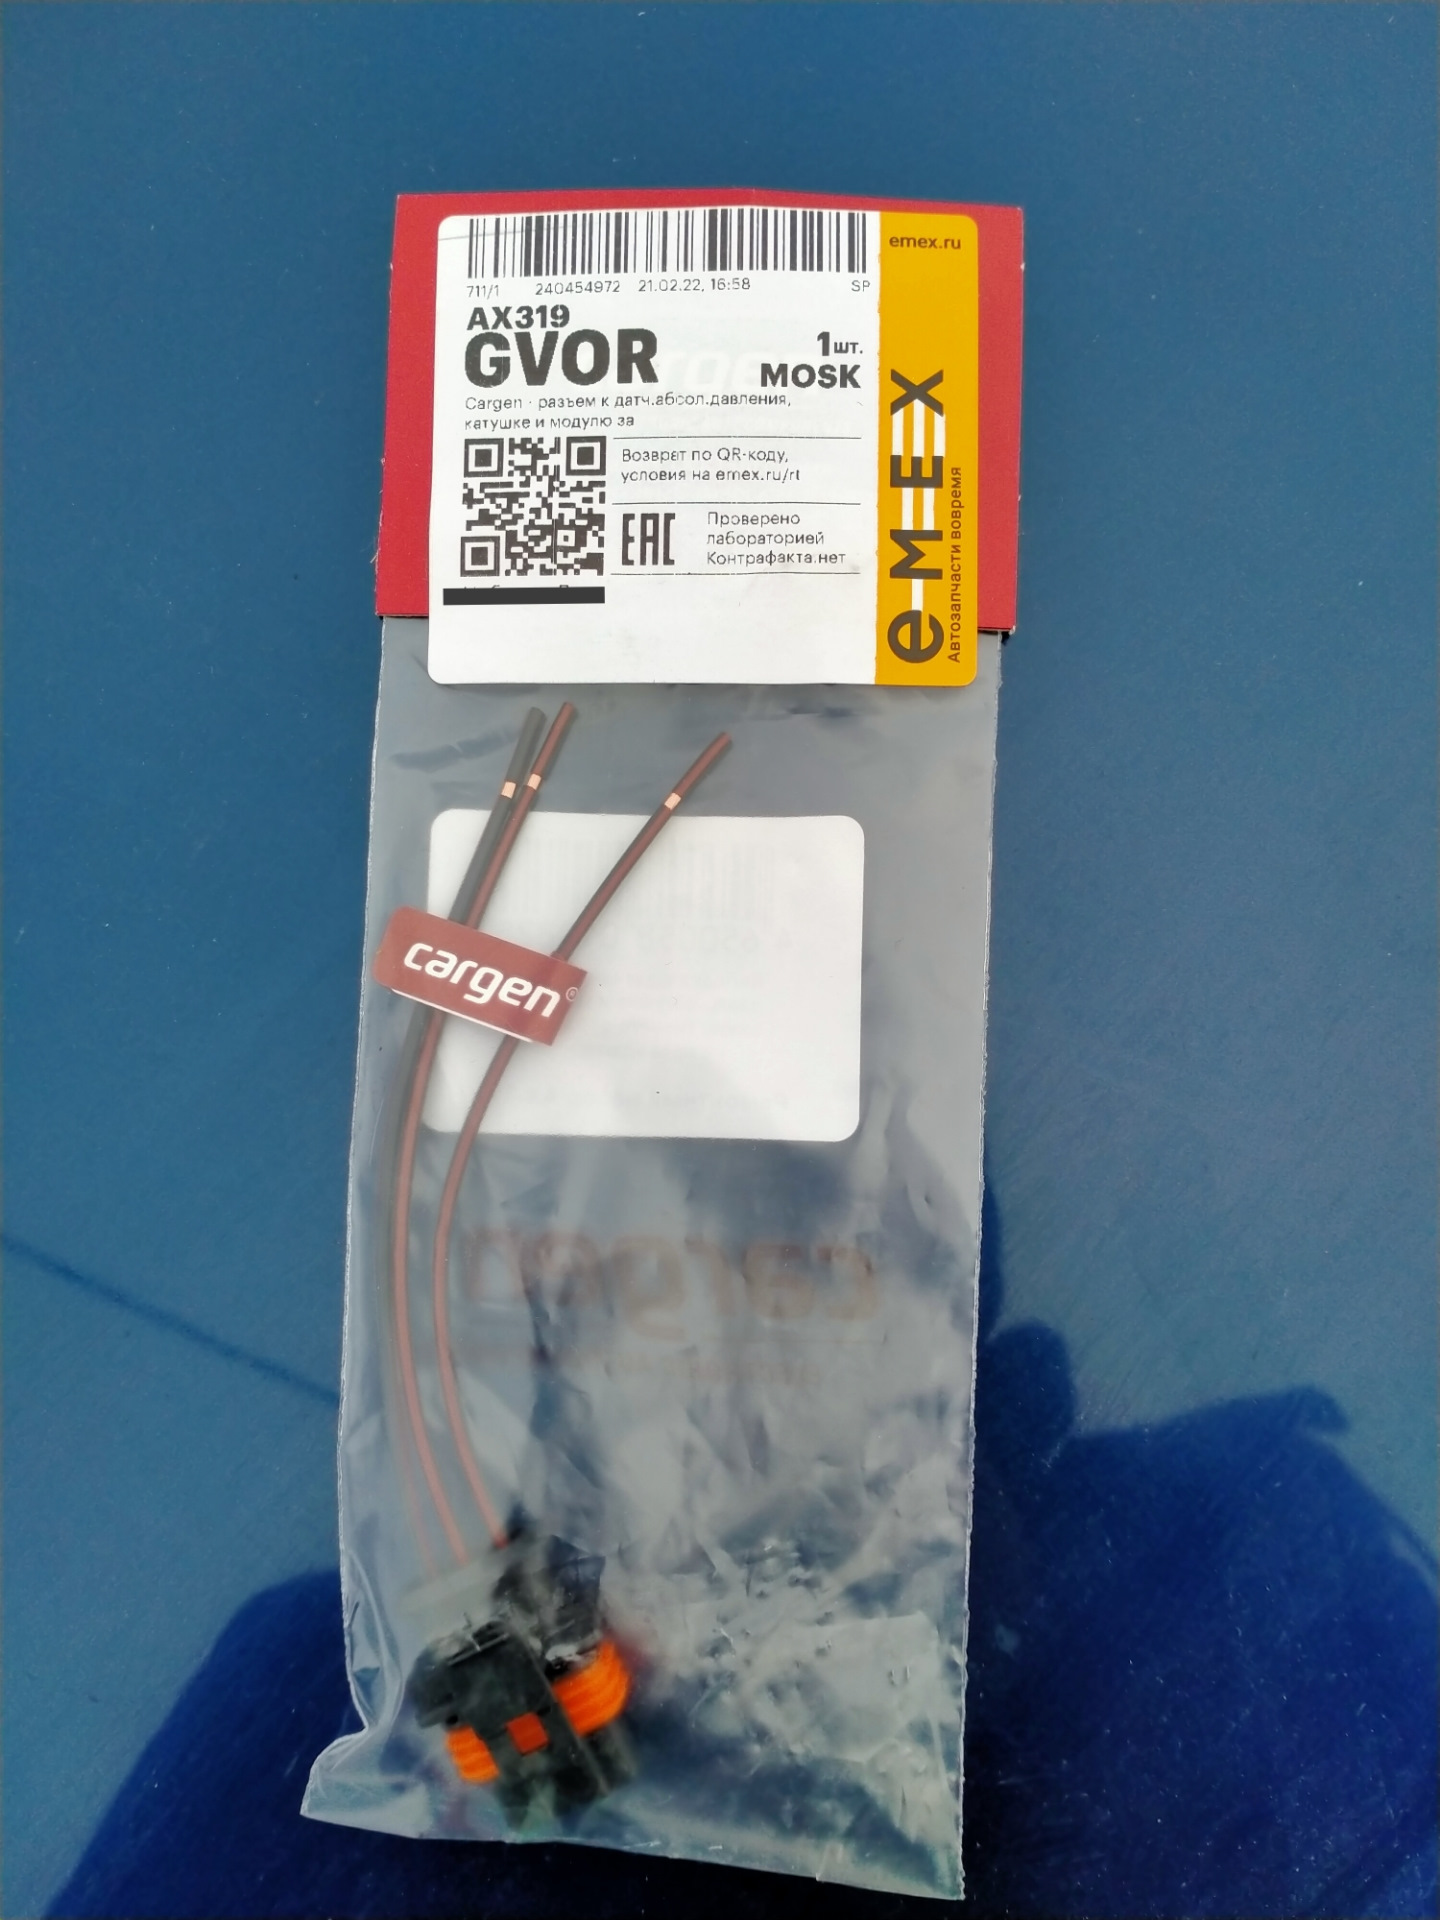 emex.ru
711/1 240454972 21.02.22, 16:58 SP
AX319
GVOR
1шт.
MOSK
Cargen · разъем к датч.абсол.давления,
катушке и модулю за
Возврат по QR-коду,
условия на emex.ru/rt
EAC
Проверено
лабораторией
Контрафакта.нет
e-MEX
Автозапчасти вовремя
cargen®
cargen